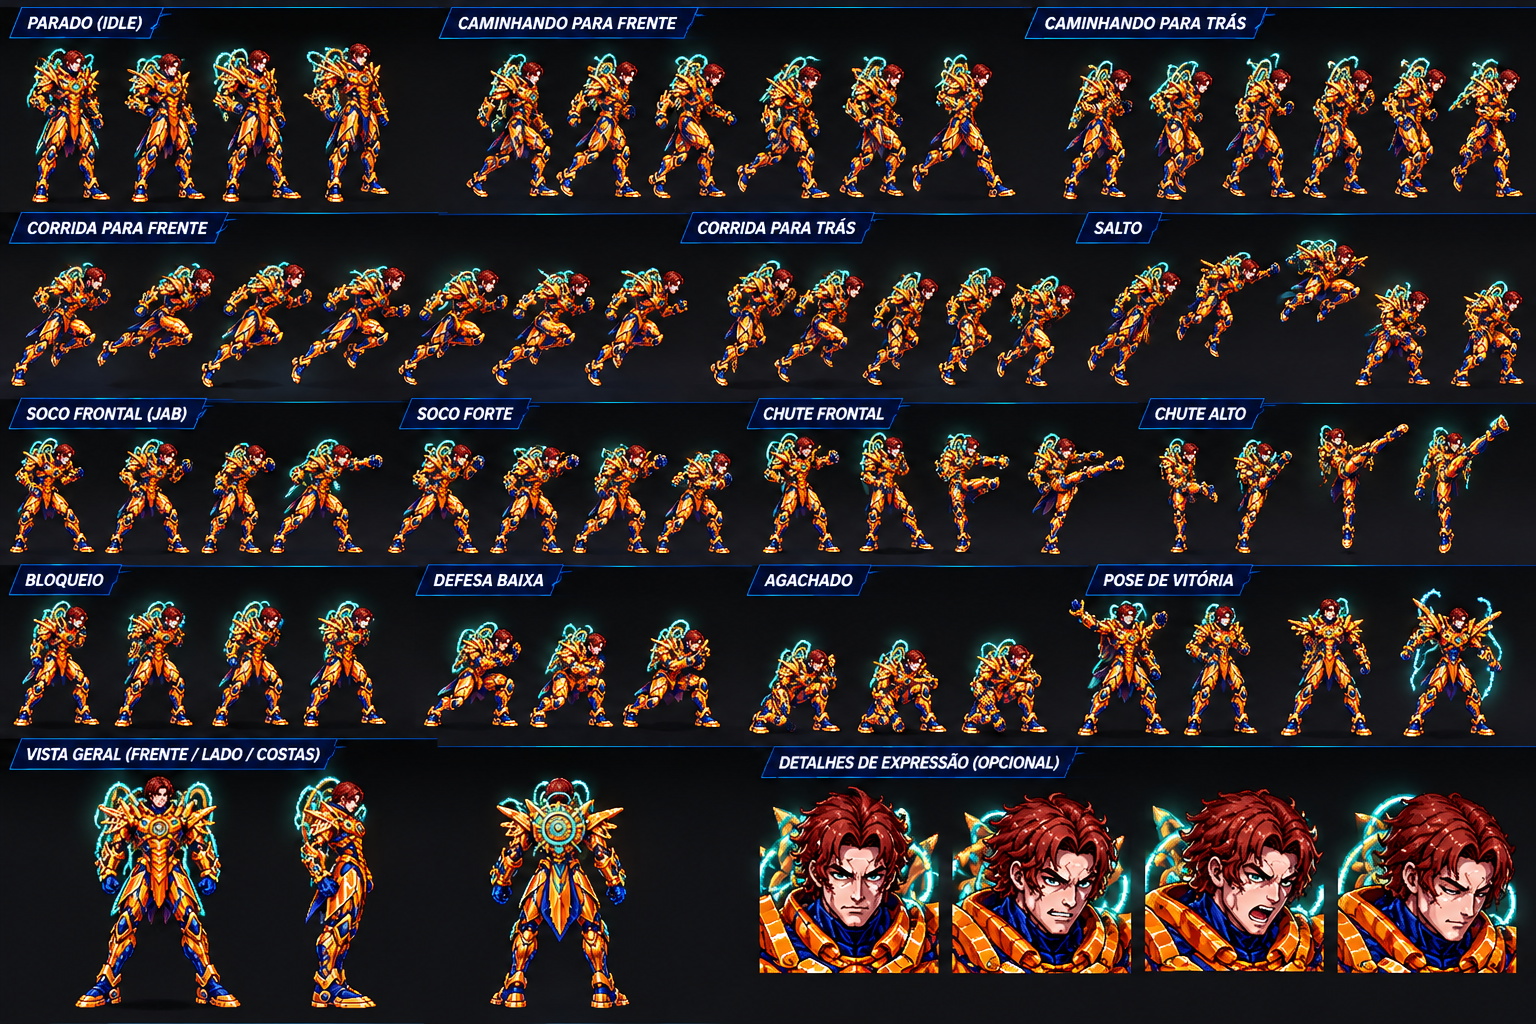 PARADO (IDLE)
CAMINHANDO PARA FRENTE
CAMINHANDO PARA TRÁS
CORRIDA PARA FRENTE
CORRIDA PARA TRÁS
SALTO
SOCO FRONTAL (JAB)
SOCO FORTE
CHUTE FRONTAL
CHUTE ALTO
BLOQUEIO
DEFESA BAIXA
AGACHADO
POSE DE VITÓRIA
VISTA GERAL (FRENTE / LADO / COSTAS)
DETALHES DE EXPRESSÃO (OPCIONAL)